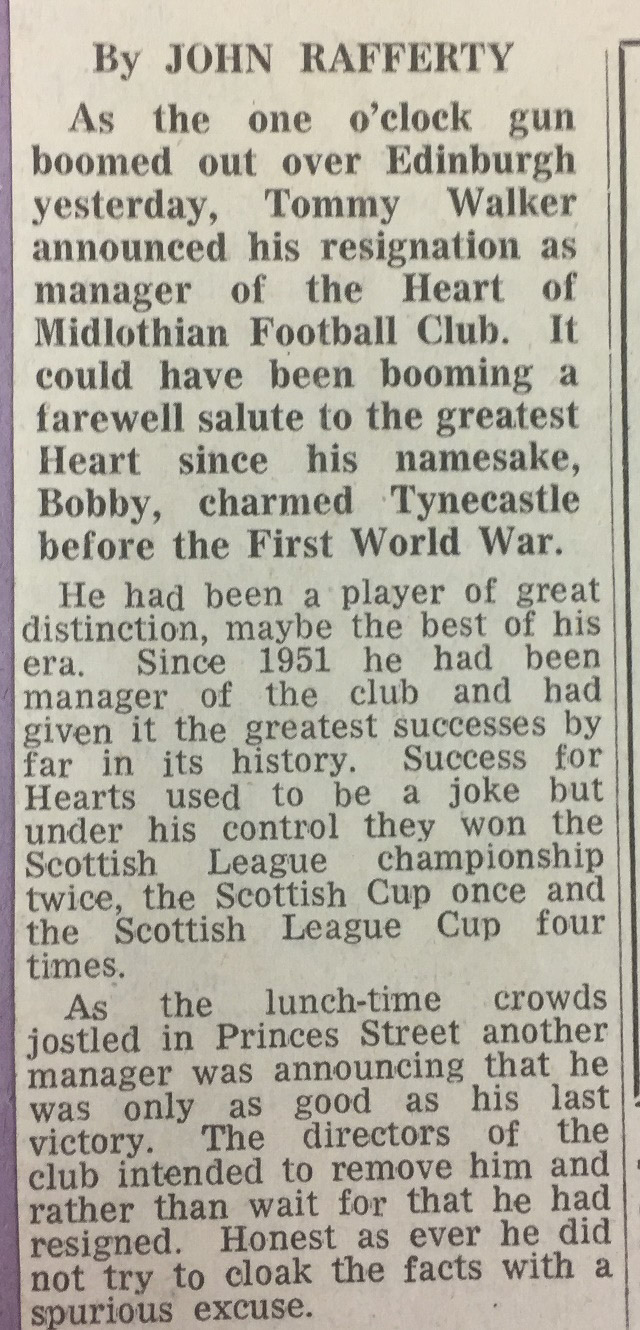 By JOHN RAFFERTY
As the one o'clock gun
boomed out over Edinburgh
yesterday, Tommy Walker
announced his resignation as
manager of the Heart of
Midlothian Football Club. It
could have been booming a
farewell salute to the greatest
Heart since his namesake,
Bobby, charmed Tynecastle
before the First World War.
He had been a player of great
distinction, maybe the best of his
era. Since 1951 he had been
manager of the club and had
given it the greatest successes by
far in its history. Success for
Hearts used to be a joke but
under his control they won the
Scottish League championship
twice, the Scottish Cup once and
the Scottish League Cup four
times.
As the lunch-time crowds
jostled in Princes Street another
manager was announcing that he
was only as good as his last
victory. The directors of the
club intended to remove him and
rather than wait for that he had
resigned. Honest as ever he did
not try to cloak the facts with a
spurious excuse.